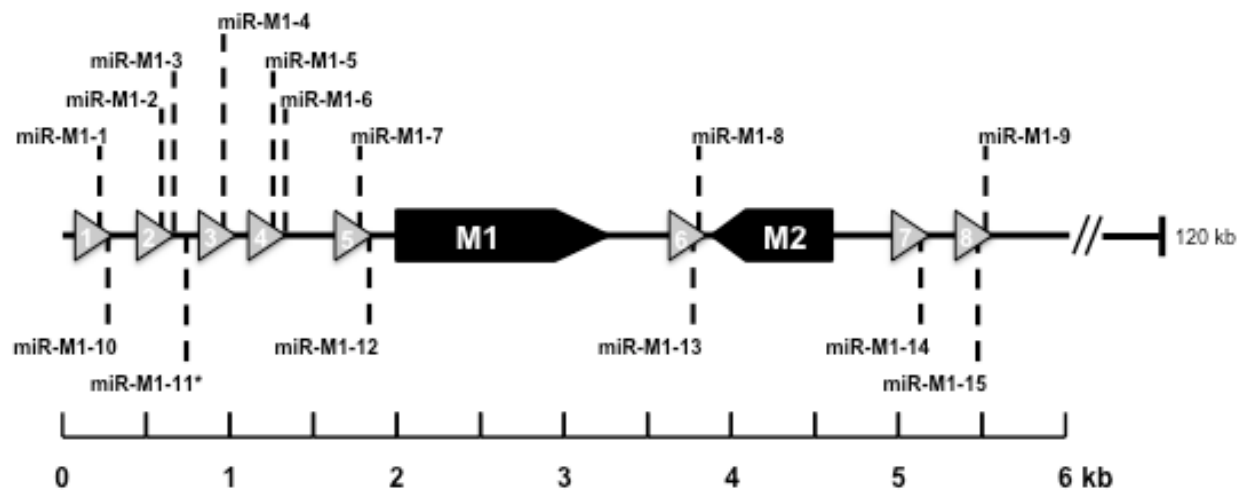 miR-M1-4
miR-M1-3
miR-M1-5
miR-M1-2
miR-M1-6
miR-M1-1
miR-M1-7
miR-M1-8
miR-M1-9
1 2 3 4 5 M1 6 M2 7 8 120 kb
miR-M1-10
miR-M1-12
miR-M1-13
miR-M1-14
miR-M1-11*
miR-M1-15
0 1 2 3 4 5 6 kb